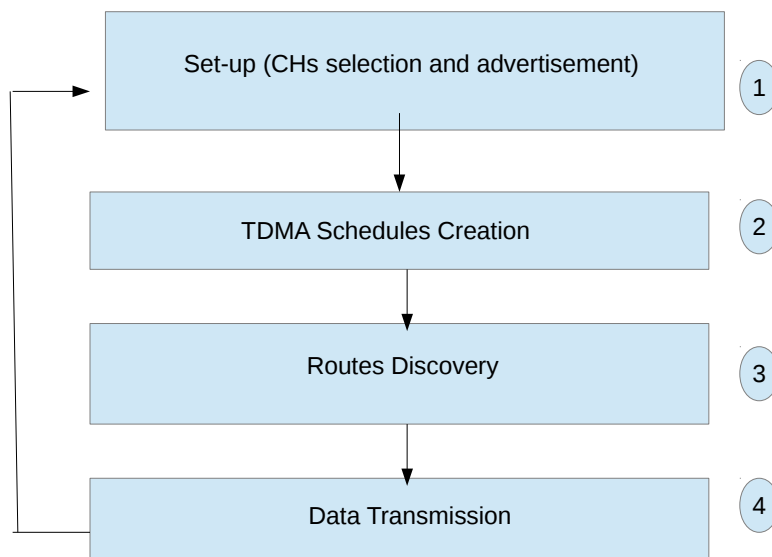 Set-up (CHs selection and advertisement)
1
TDMA Schedules Creation
2
Routes Discovery
3
Data Transmission
4